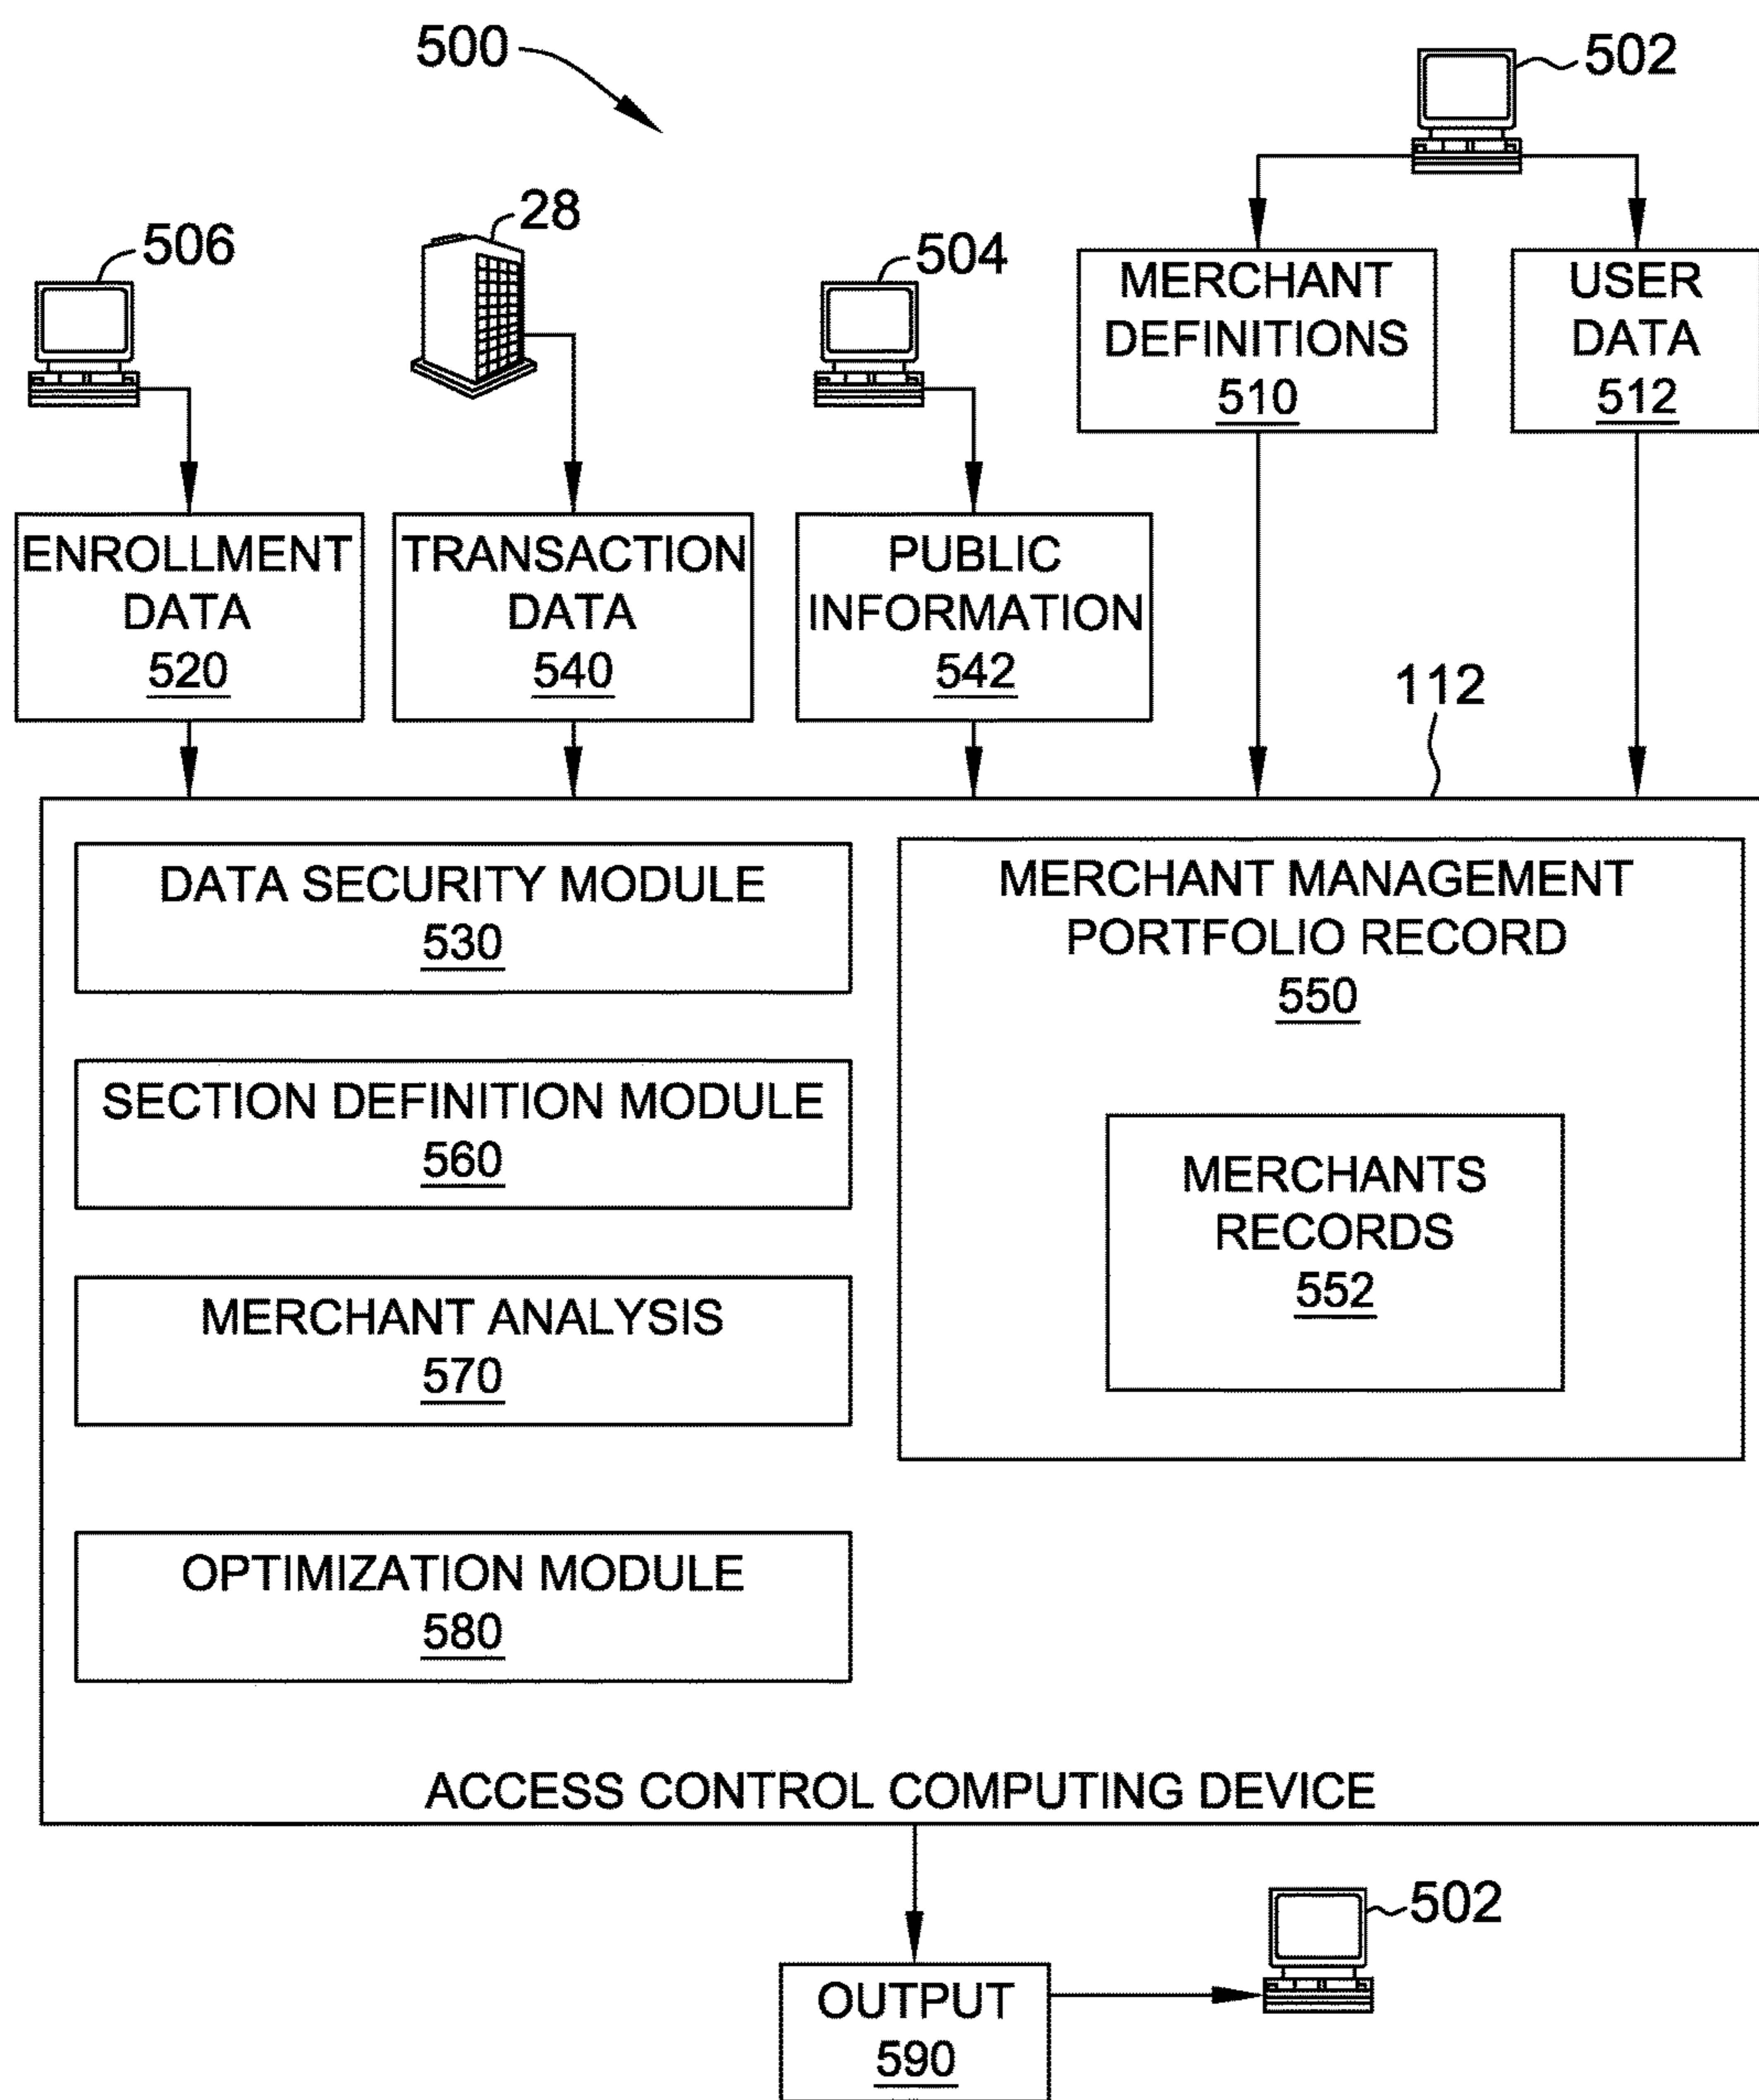 500
502
506
28
504
MERCHANT
DEFINITIONS
510
USER
DATA
512
ENROLLMENT
DATA
520
TRANSACTION
DATA
540
PUBLIC
INFORMATION
542
112
DATA SECURITY MODULE
530
SECTION DEFINITION MODULE
560
MERCHANT ANALYSIS
570
OPTIMIZATION MODULE
580
MERCHANT MANAGEMENT
PORTFOLIO RECORD
550
MERCHANTS
RECORDS
552
ACCESS CONTROL COMPUTING DEVICE
502
OUTPUT
590